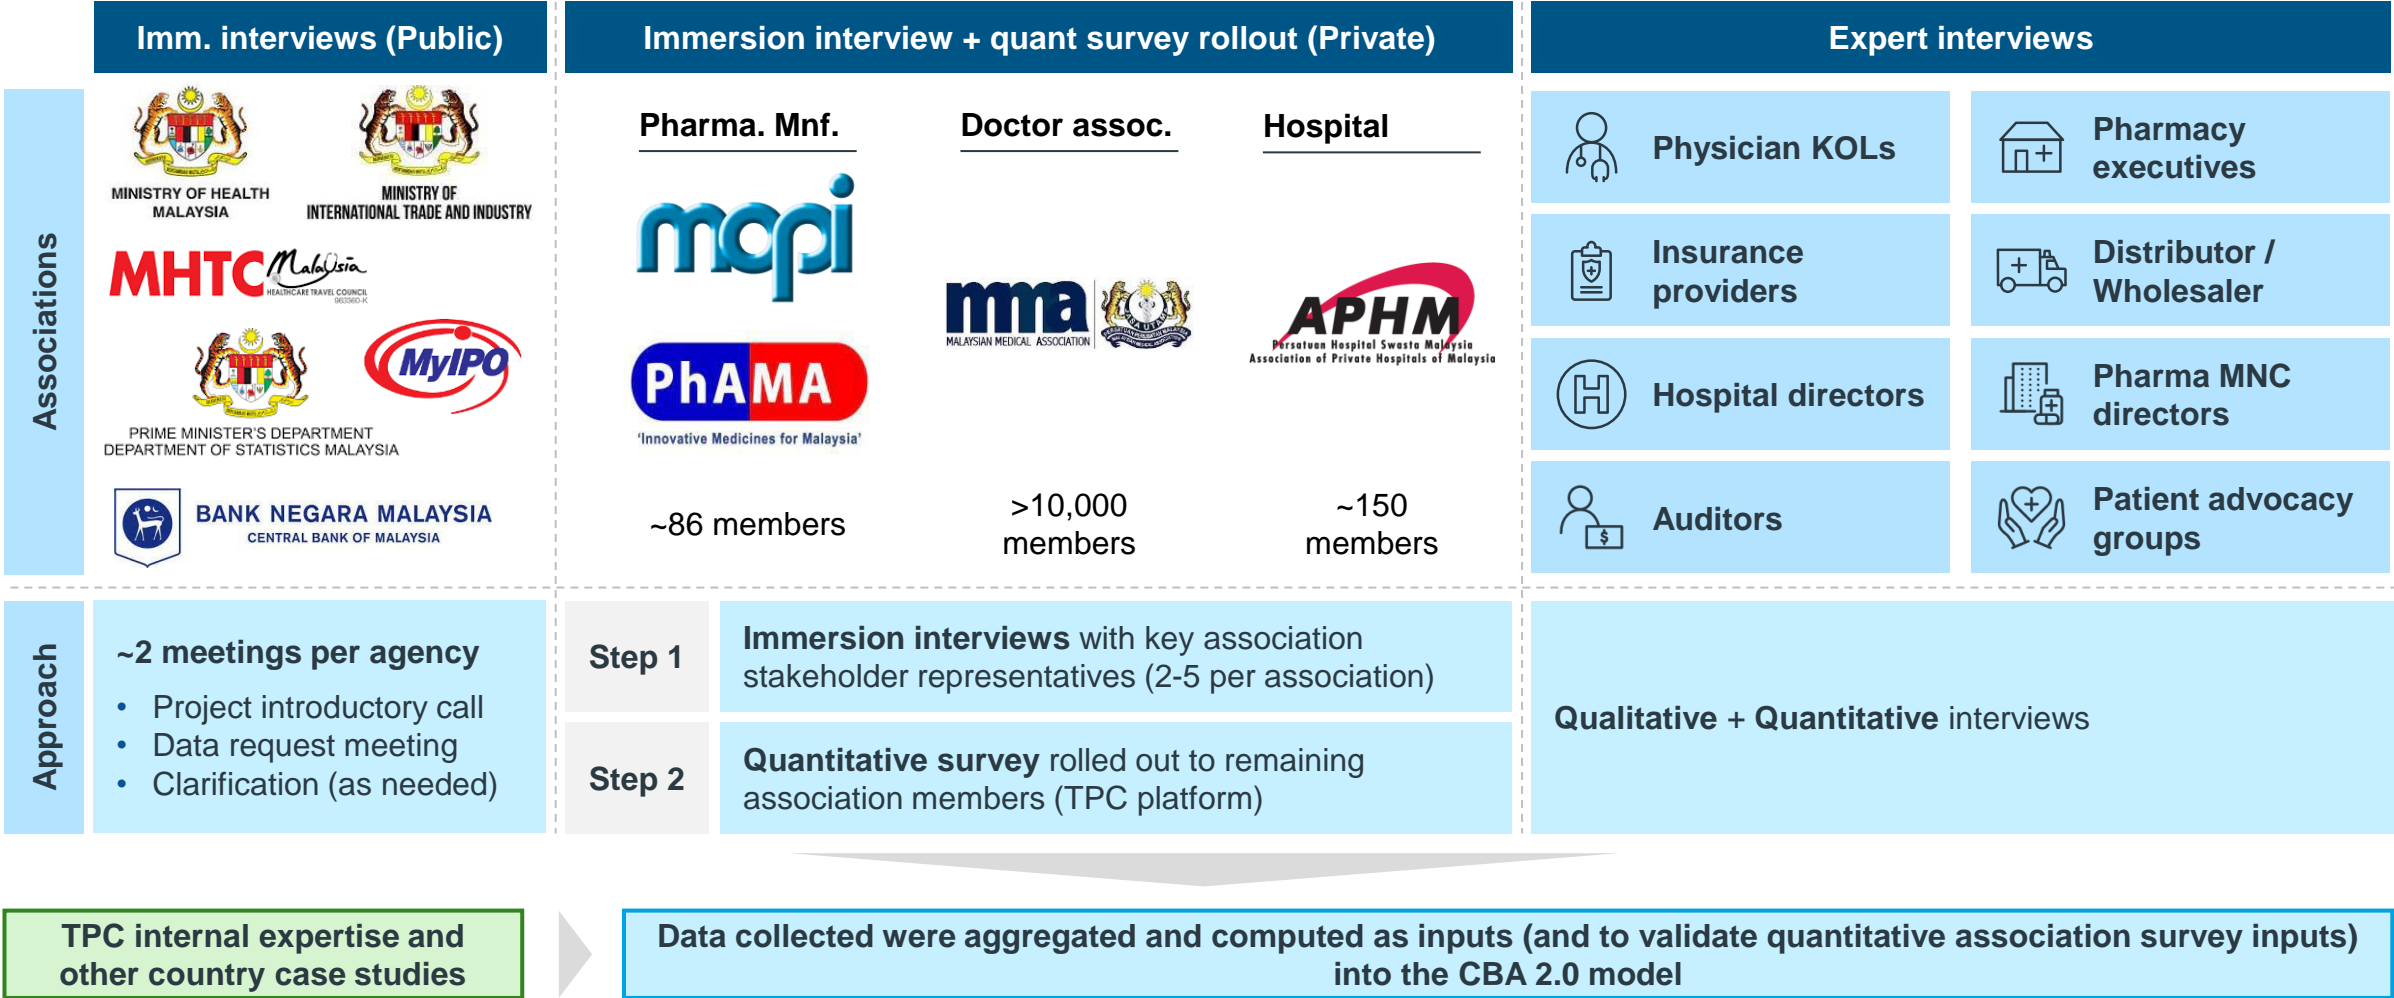 Imm. interviews (Public)
Immersion interview + quant survey rollout (Private)
Expert interviews
Associations
MINISTRY OF HEALTH
MALAYSIA
MINISTRY OF
INTERNATIONAL TRADE AND INDUSTRY
MHTC Malaysia
HEALTHCARE TRAVEL COUNCIL
963360-K
MyIPO
PRIME MINISTER'S DEPARTMENT
DEPARTMENT OF STATISTICS MALAYSIA
BANK NEGARA MALAYSIA
CENTRAL BANK OF MALAYSIA
Pharma. Mnf.
mopi
PhAMA
'Innovative Medicines for Malaysia'
~86 members
Doctor assoc.
mma
MALAYSIAN MEDICAL ASSOCIATION
>10,000
members
Hospital
APHM
Persatuan Hospital Swasta Malaysia
Association of Private Hospitals of Malaysia
~150
members
Physician KOLs
Pharmacy
executives
Insurance
providers
Distributor /
Wholesaler
Hospital directors
Pharma MNC
directors
Auditors
Patient advocacy
groups
Approach
~2 meetings per agency
• Project introductory call
• Data request meeting
• Clarification (as needed)
Step 1
Immersion interviews with key association
stakeholder representatives (2-5 per association)
Step 2
Quantitative survey rolled out to remaining
association members (TPC platform)
Qualitative + Quantitative interviews
TPC internal expertise and
other country case studies
Data collected were aggregated and computed as inputs (and to validate quantitative association survey inputs)
into the CBA 2.0 model